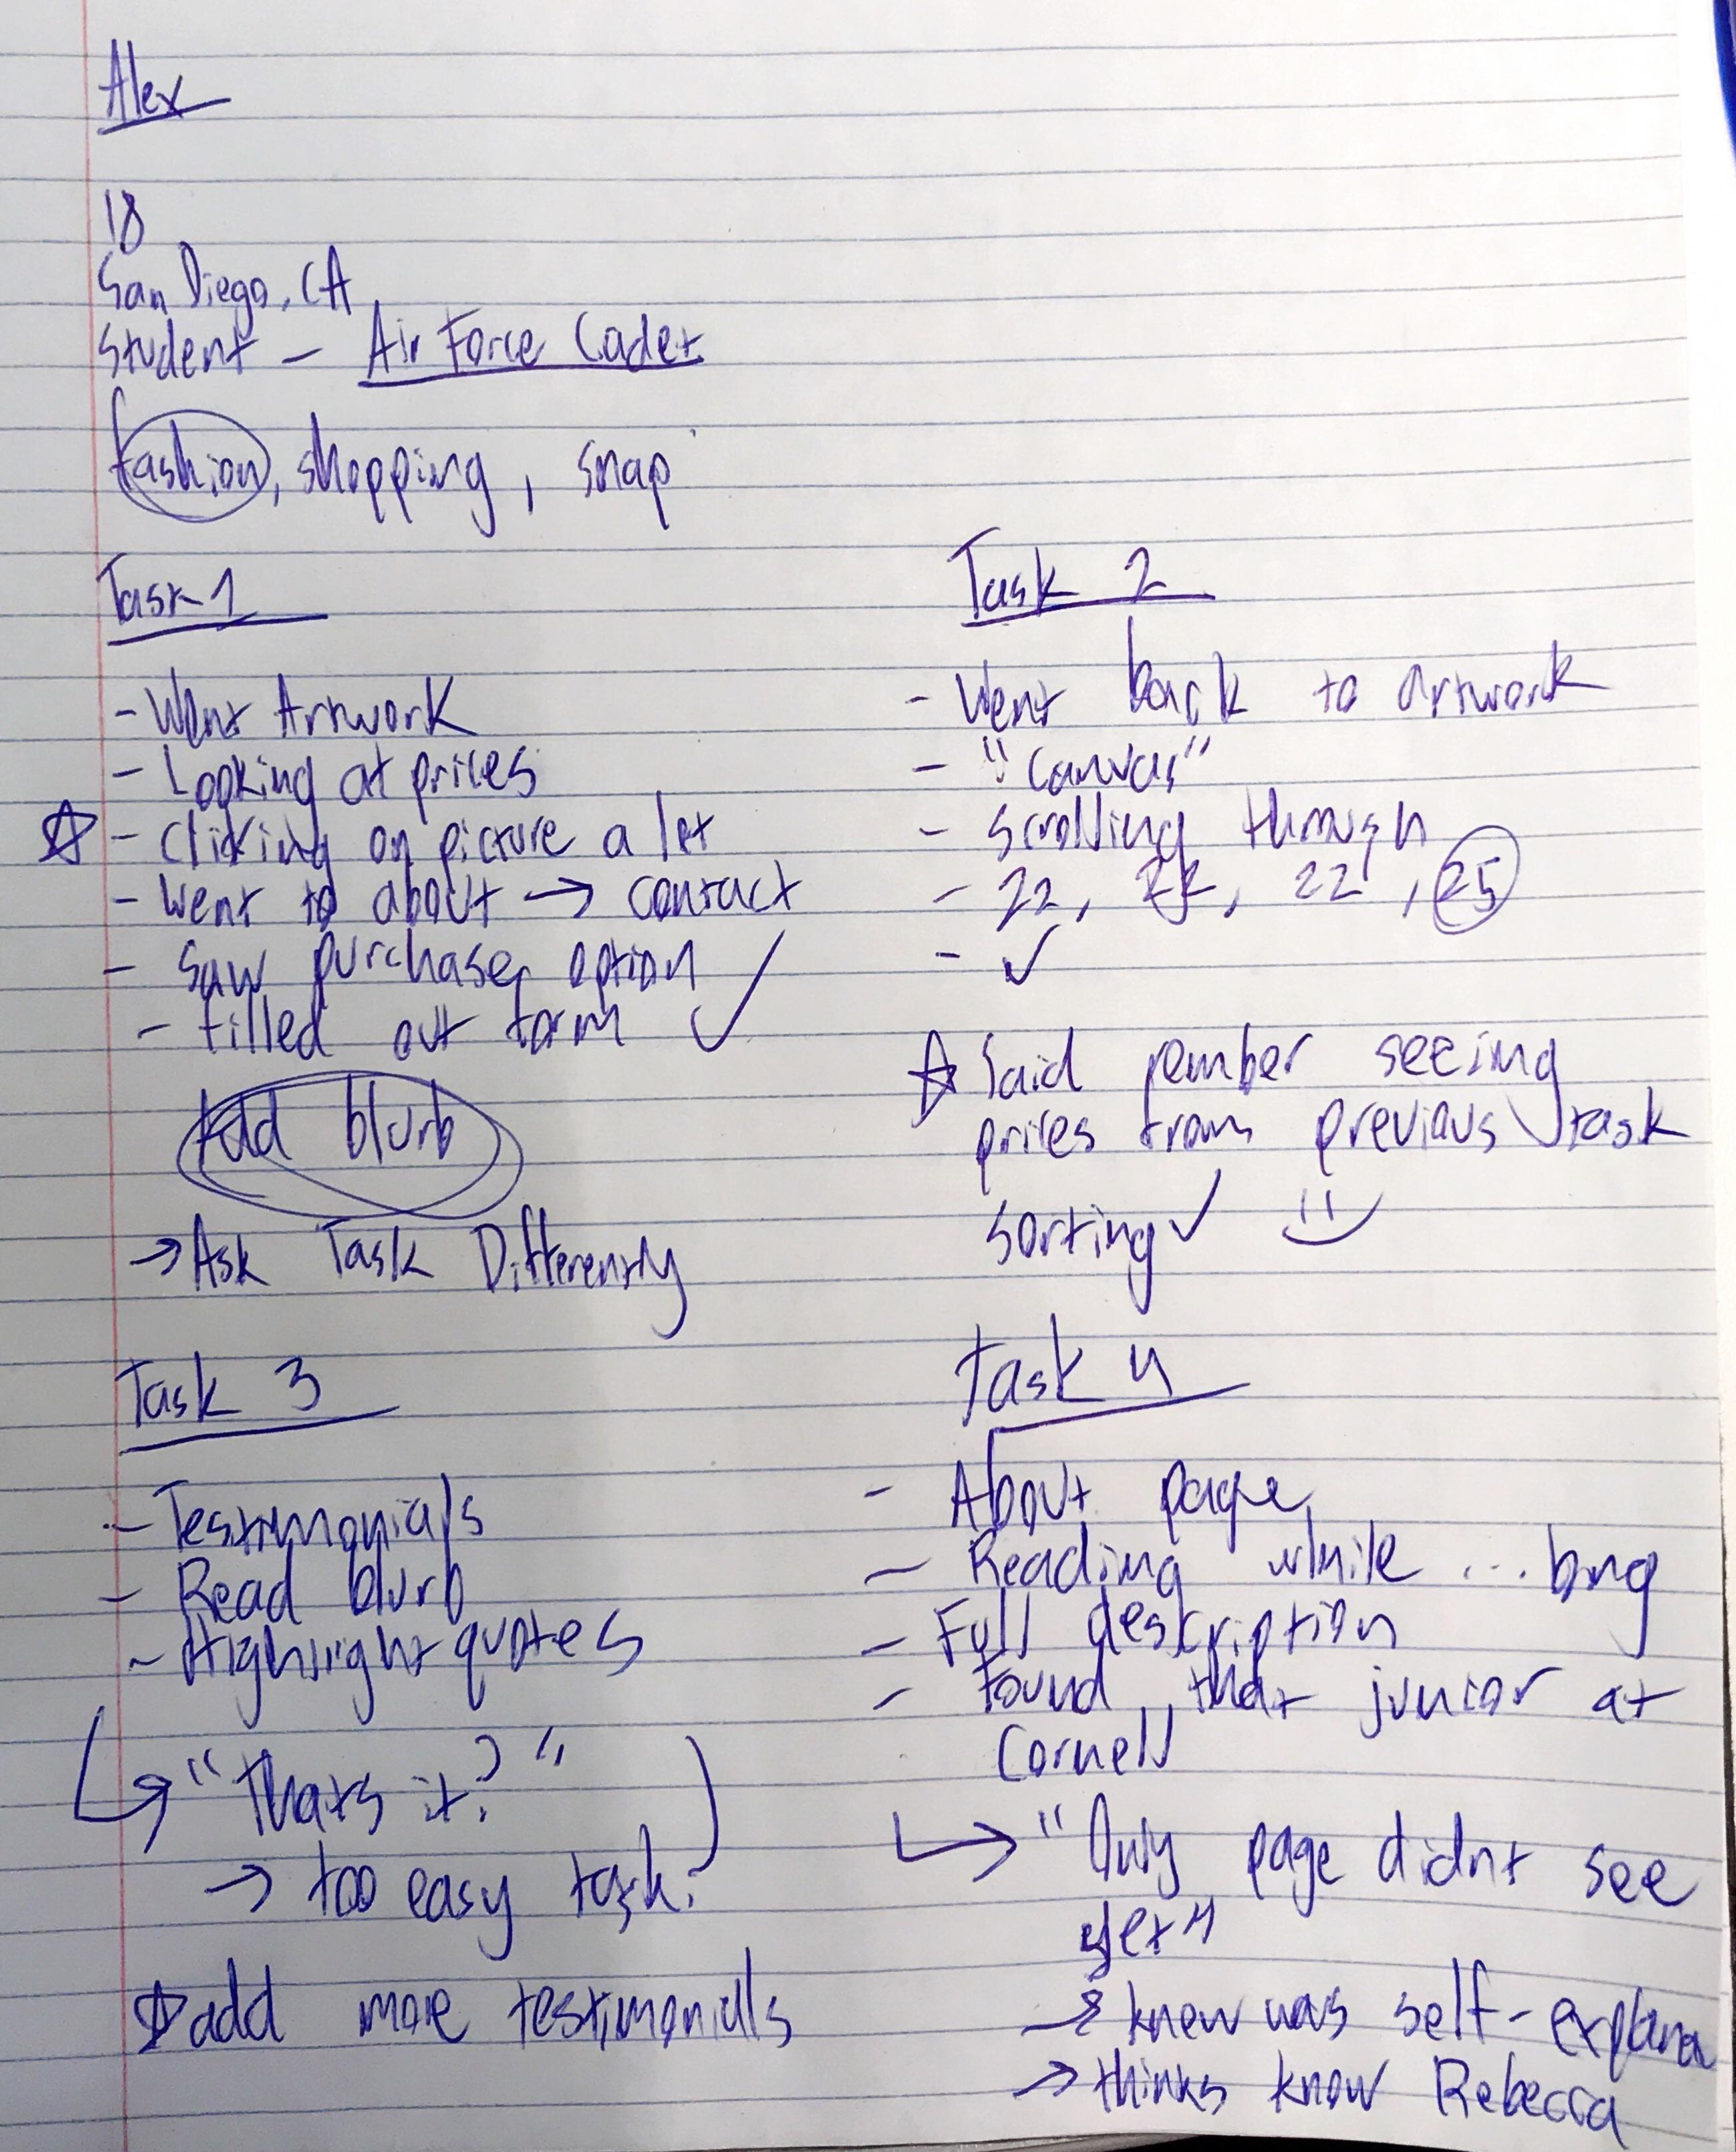 Alex
18
San Diego, CA
Student – Air Force Cadet
fashion, shopping, snap
Task 1
- Went Artwork
- Looking at prices
☆ - Clicking on picture a lot
- Went to about → contact
- Saw purchase option
- filled out form ✓
Add blurb
→ Ask Task Differently
Task 2
- Went back to artwork
- "Canvas"
- Scrolling through
- 22, 22, 25
- ✓
☆ Said rember seeing
prices from previous task
sorting ✓
Task 3
- Testimonials
- Read blurb
- Highlight quotes
↳ "Thats it?"
→ too easy task?
☆ add more testimonials
Task 4
- About page
- Reading while ...
- Full description
- Found that junior at
Cornell
↳ "Only page didnt see
yet"
→ knew was self-explana
→ thinks know Rebecca